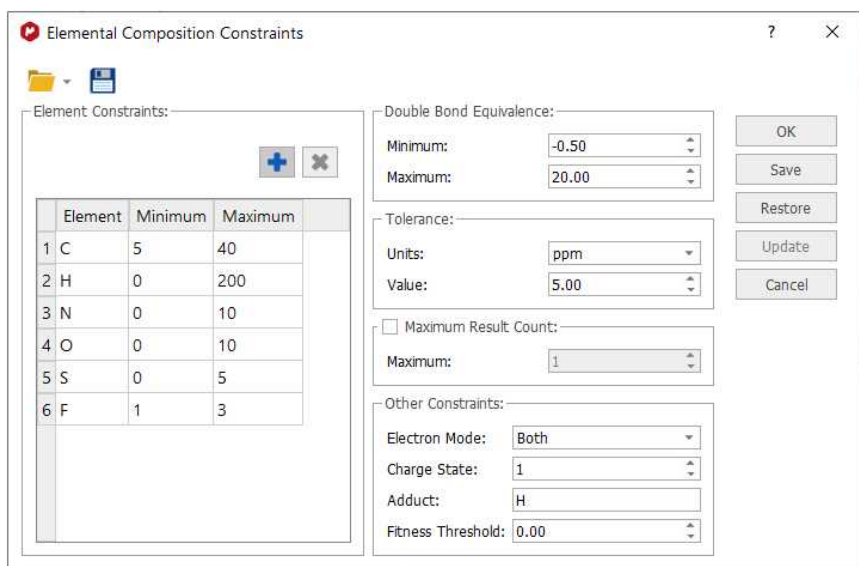 Elemental Composition Constraints ?
Element Constraints:
Element Minimum Maximum
1 C 5 40
2 H 0 200
3 N 0 10
4 O 0 10
5 S 0 5
6 F 1 3
Double Bond Equivalence:
Minimum: -0.50
Maximum: 20.00
Tolerance:
Units: ppm
Value: 5.00
Maximum Result Count:
Maximum: 1
Other Constraints:
Electron Mode: Both
Charge State: 1
Adduct: H
Fitness Threshold: 0.00
OK
Save
Restore
Update
Cancel